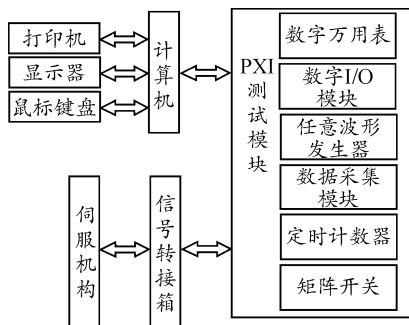 打印机
显示器
鼠标键盘
计算机
PXI
测试模块
数字万用表
数字I/O
模块
任意波形
发生器
数据采集
模块
定时计数器
矩阵开关
伺服机构
信号转接箱